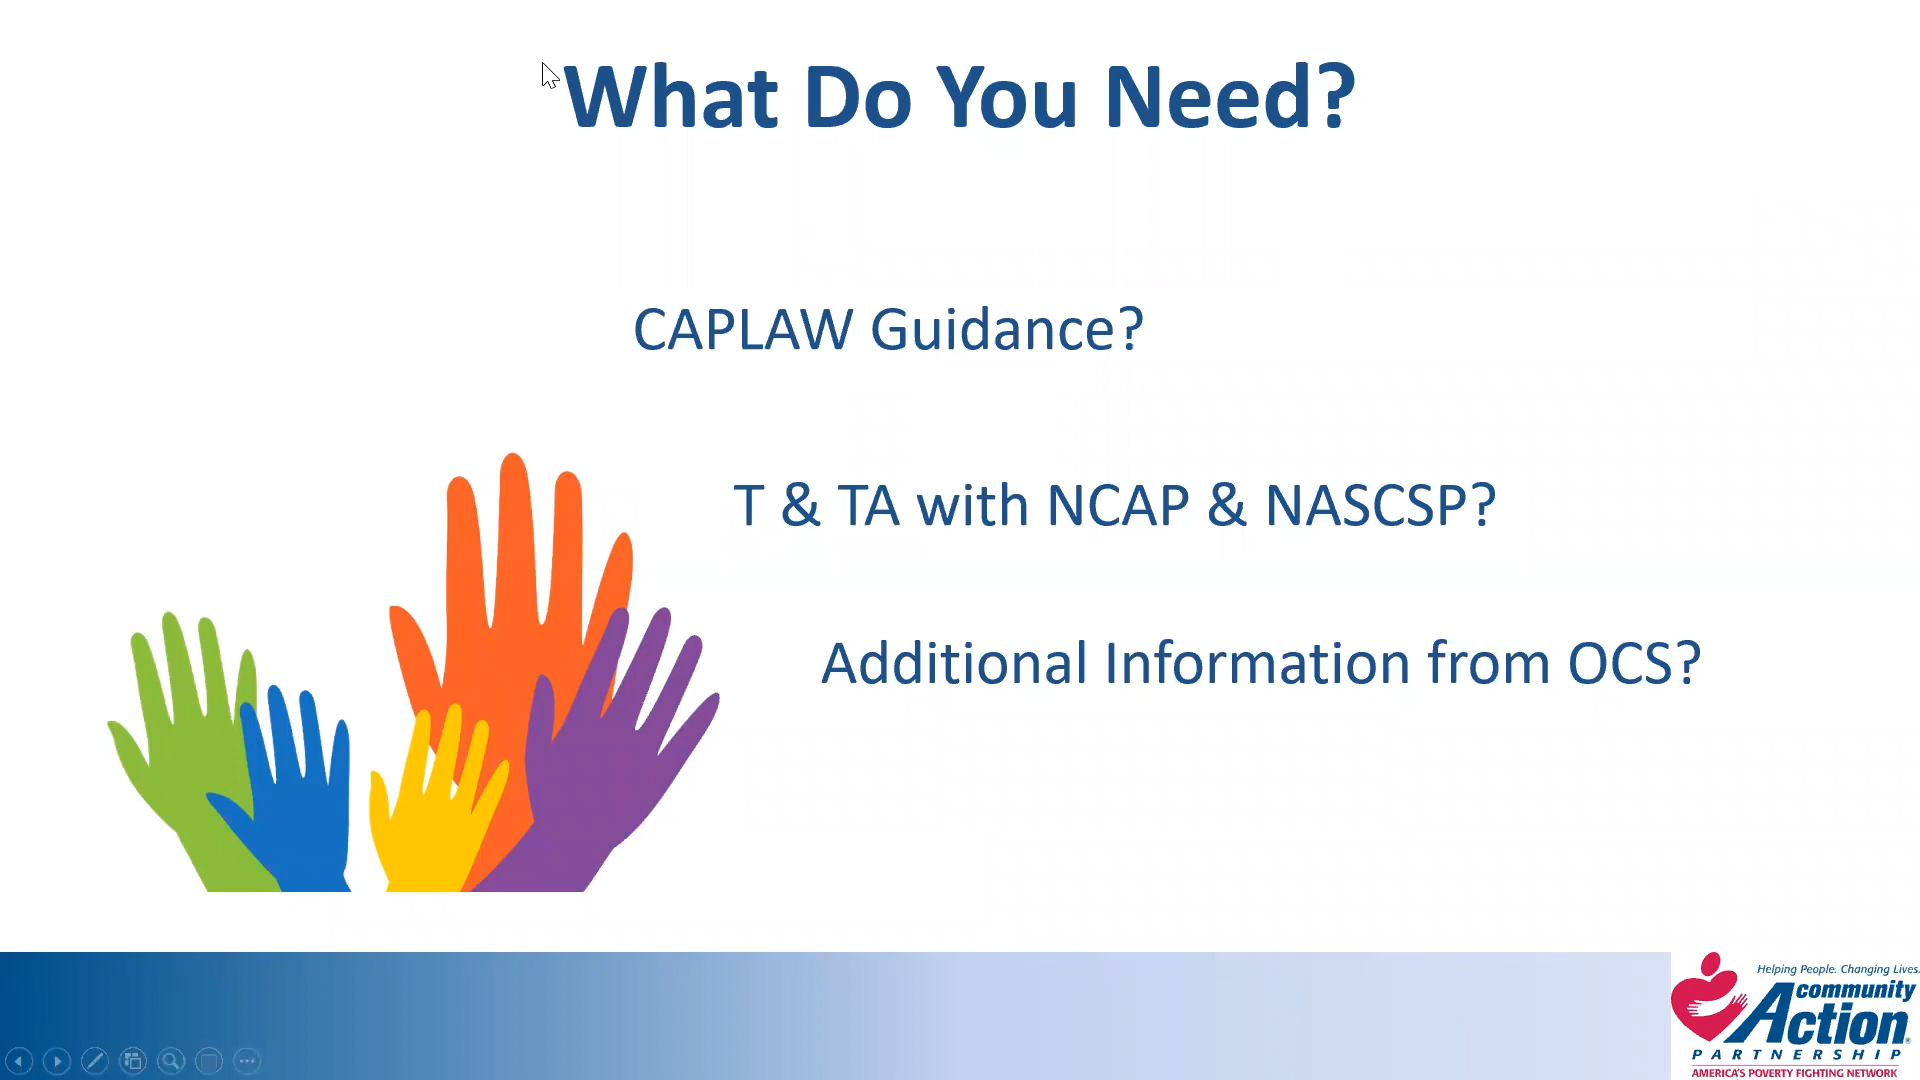 What Do You Need?
CAPLAW Guidance?
T & TA with NCAP & NASCSP?
Additional Information from OCS?
Helping People. Changing Lives.
community
Action®
PARTNERSHIP
AMERICA'S POVERTY FIGHTING NETWORK